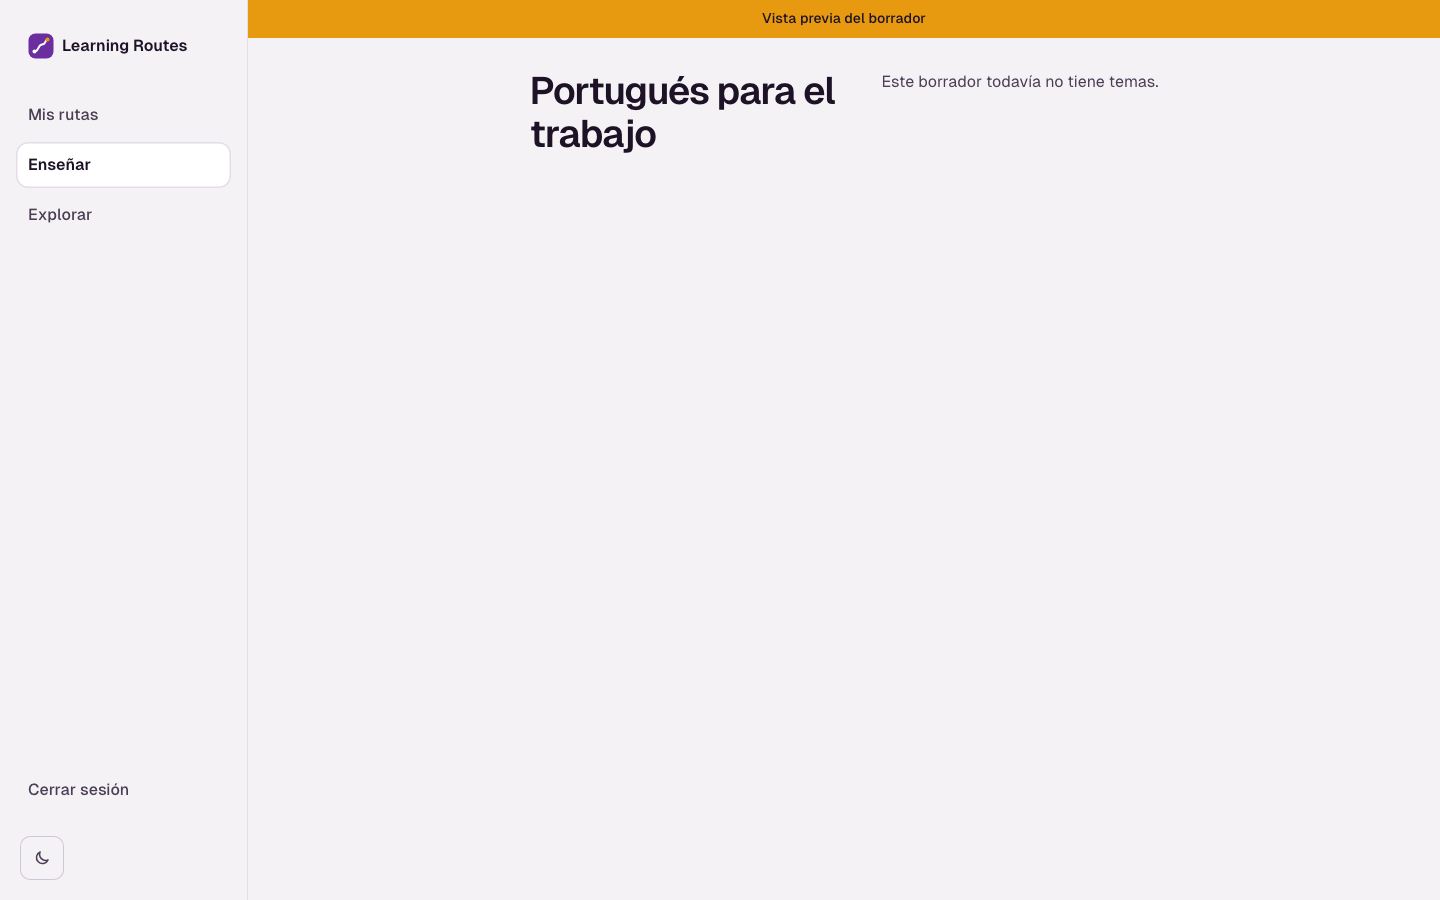 Learning Routes
Mis rutas
Enseñar
Explorar
Cerrar sesión
Vista previa del borrador
Portugués para el
trabajo
Este borrador todavía no tiene temas.